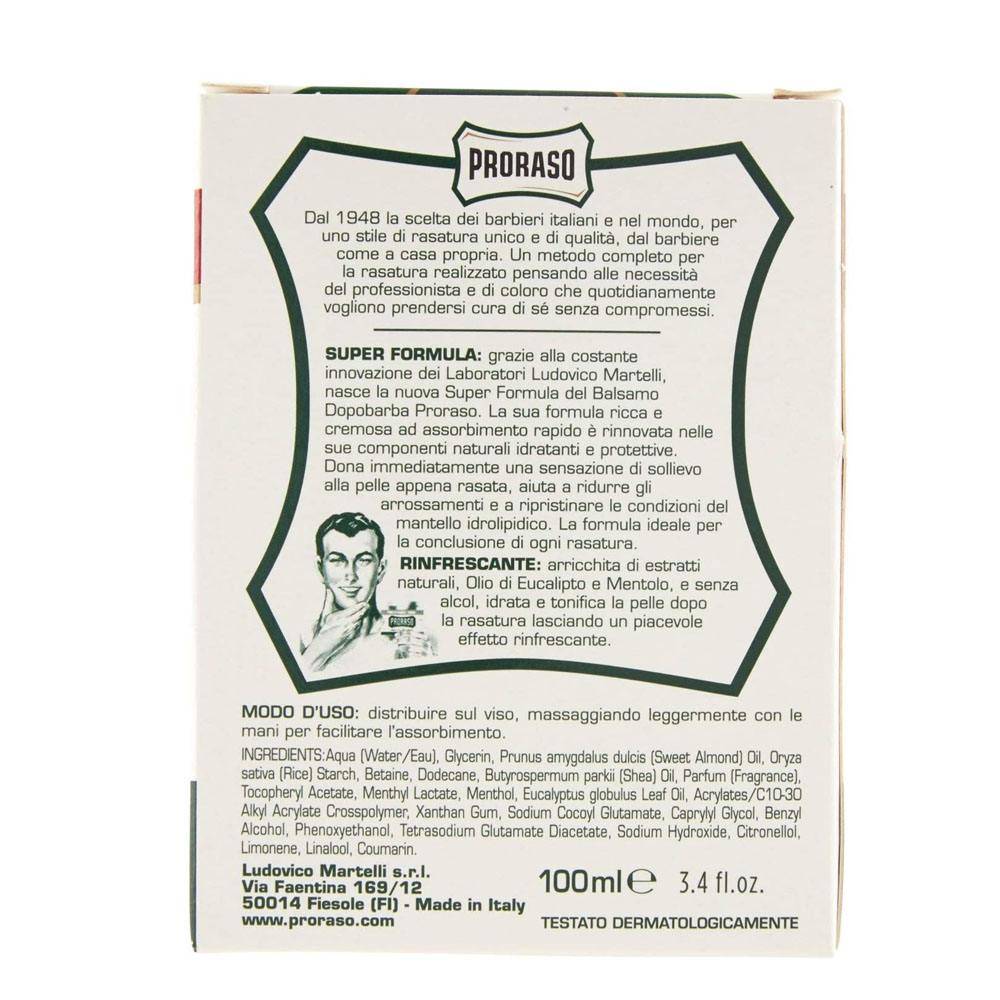 PRORASO
Dal 1948 la scelta dei barbieri italiani e nel mondo, per
uno stile di rasatura unico e di qualità, dal barbiere
come a casa propria. Un metodo completo per
la rasatura realizzato pensando alle necessità
del professionista e di coloro che quotidianamente
vogliono prendersi cura di sé senza compromessi.
SUPER FORMULA: grazie alla costante
innovazione dei Laboratori Ludovico Martelli,
nasce la nuova Super Formula del Balsamo
Dopobarba Proraso. La sua formula ricca e
cremosa ad assorbimento rapido è rinnovata nelle
sue componenti naturali idratanti e protettive.
Dona immediatamente una sensazione di sollievo
alla pelle appena rasata, aiuta a ridurre gli
arrossamenti e a ripristinare le condizioni del
mantello idrolipidico. La formula ideale per
la conclusione di ogni rasatura.
RINFRESCANTE: arricchita di estratti
naturali, Olio di Eucalipto e Mentolo, e senza
alcol, idrata e tonifica la pelle dopo
la rasatura lasciando un piacevole
effetto rinfrescante.
PRORASO
MODO D'USO: distribuire sul viso, massaggiando leggermente con le
mani per facilitare l'assorbimento.
INGREDIENTS:Aqua (Water/Eau), Glycerin, Prunus amygdalus dulcis (Sweet Almond) Oil, Oryza
sativa (Rice) Starch, Betaine, Dodecane, Butyrospermum parkii (Shea) Oil, Parfum (Fragrance),
Tocopheryl Acetate, Menthyl Lactate, Menthol, Eucalyptus globulus Leaf Oil, Acrylates/C10-30
Alkyl Acrylate Crosspolymer, Xanthan Gum, Sodium Cocoyl Glutamate, Caprylyl Glycol, Benzyl
Alcohol, Phenoxyethanol, Tetrasodium Glutamate Diacetate, Sodium Hydroxide, Citronellol,
Limonene, Linalool, Coumarin.
Ludovico Martelli s.r.l.
Via Faentina 169/12
50014 Fiesole (FI) - Made in Italy
www.proraso.com
100ml℮ 3.4 fl.oz.
TESTATO DERMATOLOGICAMENTE